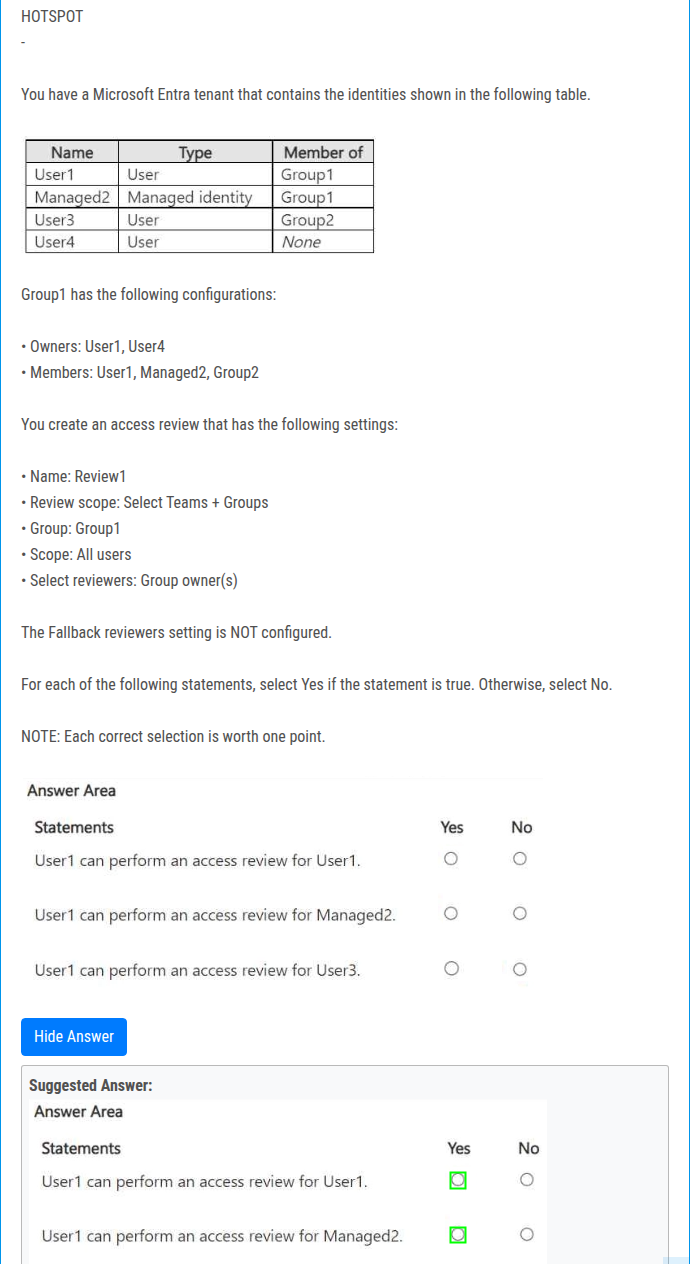 HOTSPOT
-
You have a Microsoft Entra tenant that contains the identities shown in the following table.
Name Type Member of
User1 User Group1
Managed2 Managed identity Group1
User3 User Group2
User4 User None
Group1 has the following configurations:
• Owners: User1, User4
• Members: User1, Managed2, Group2
You create an access review that has the following settings:
• Name: Review1
• Review scope: Select Teams + Groups
• Group: Group1
• Scope: All users
• Select reviewers: Group owner(s)
The Fallback reviewers setting is NOT configured.
For each of the following statements, select Yes if the statement is true. Otherwise, select No.
NOTE: Each correct selection is worth one point.
Answer Area
Statements Yes No
User1 can perform an access review for User1.
User1 can perform an access review for Managed2.
User1 can perform an access review for User3.
Hide Answer
Suggested Answer:
Answer Area
Statements Yes No
User1 can perform an access review for User1.
User1 can perform an access review for Managed2.